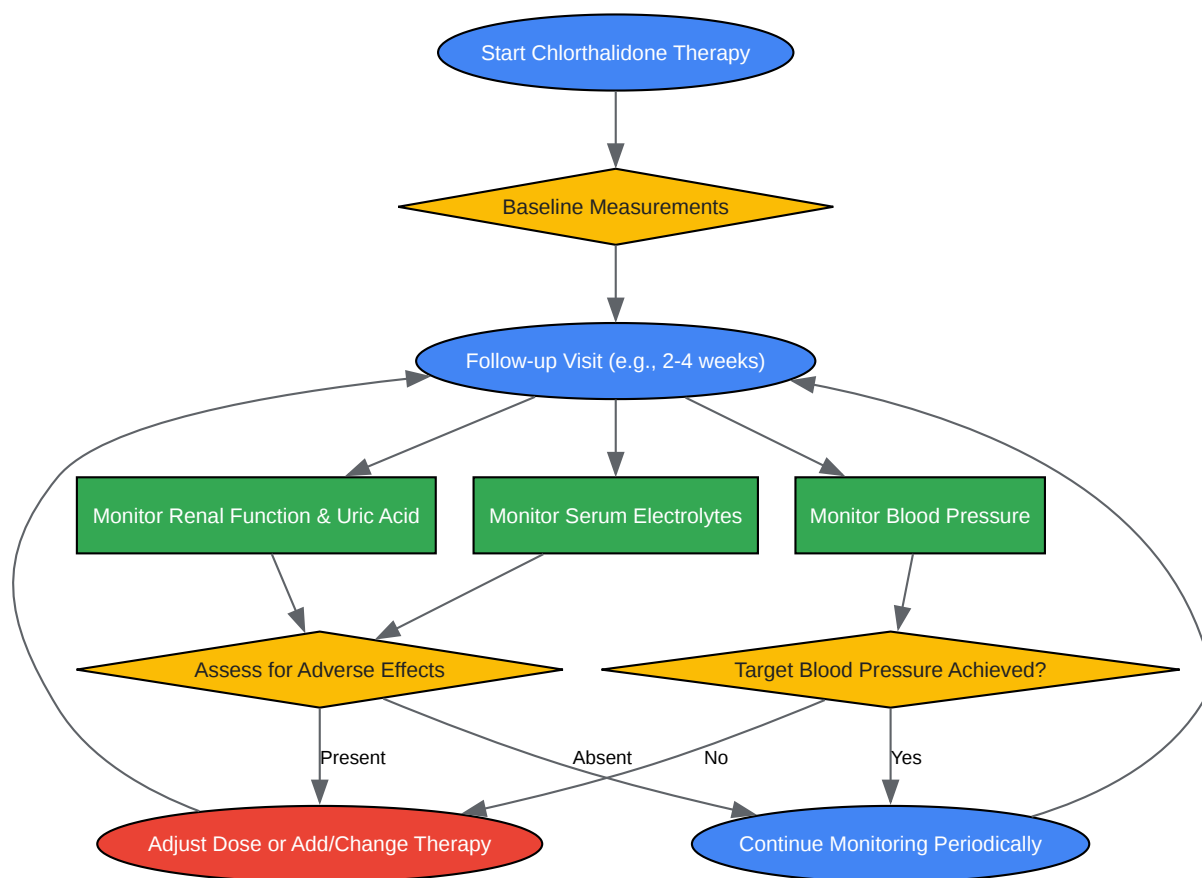 Start Chlorthalidone Therapy
Baseline Measurements
Follow-up Visit (e.g., 2-4 weeks)
Monitor Renal Function & Uric Acid
Monitor Serum Electrolytes
Monitor Blood Pressure
Assess for Adverse Effects
Target Blood Pressure Achieved?
Present
Absent
No
Yes
Adjust Dose or Add/Change Therapy
Continue Monitoring Periodically